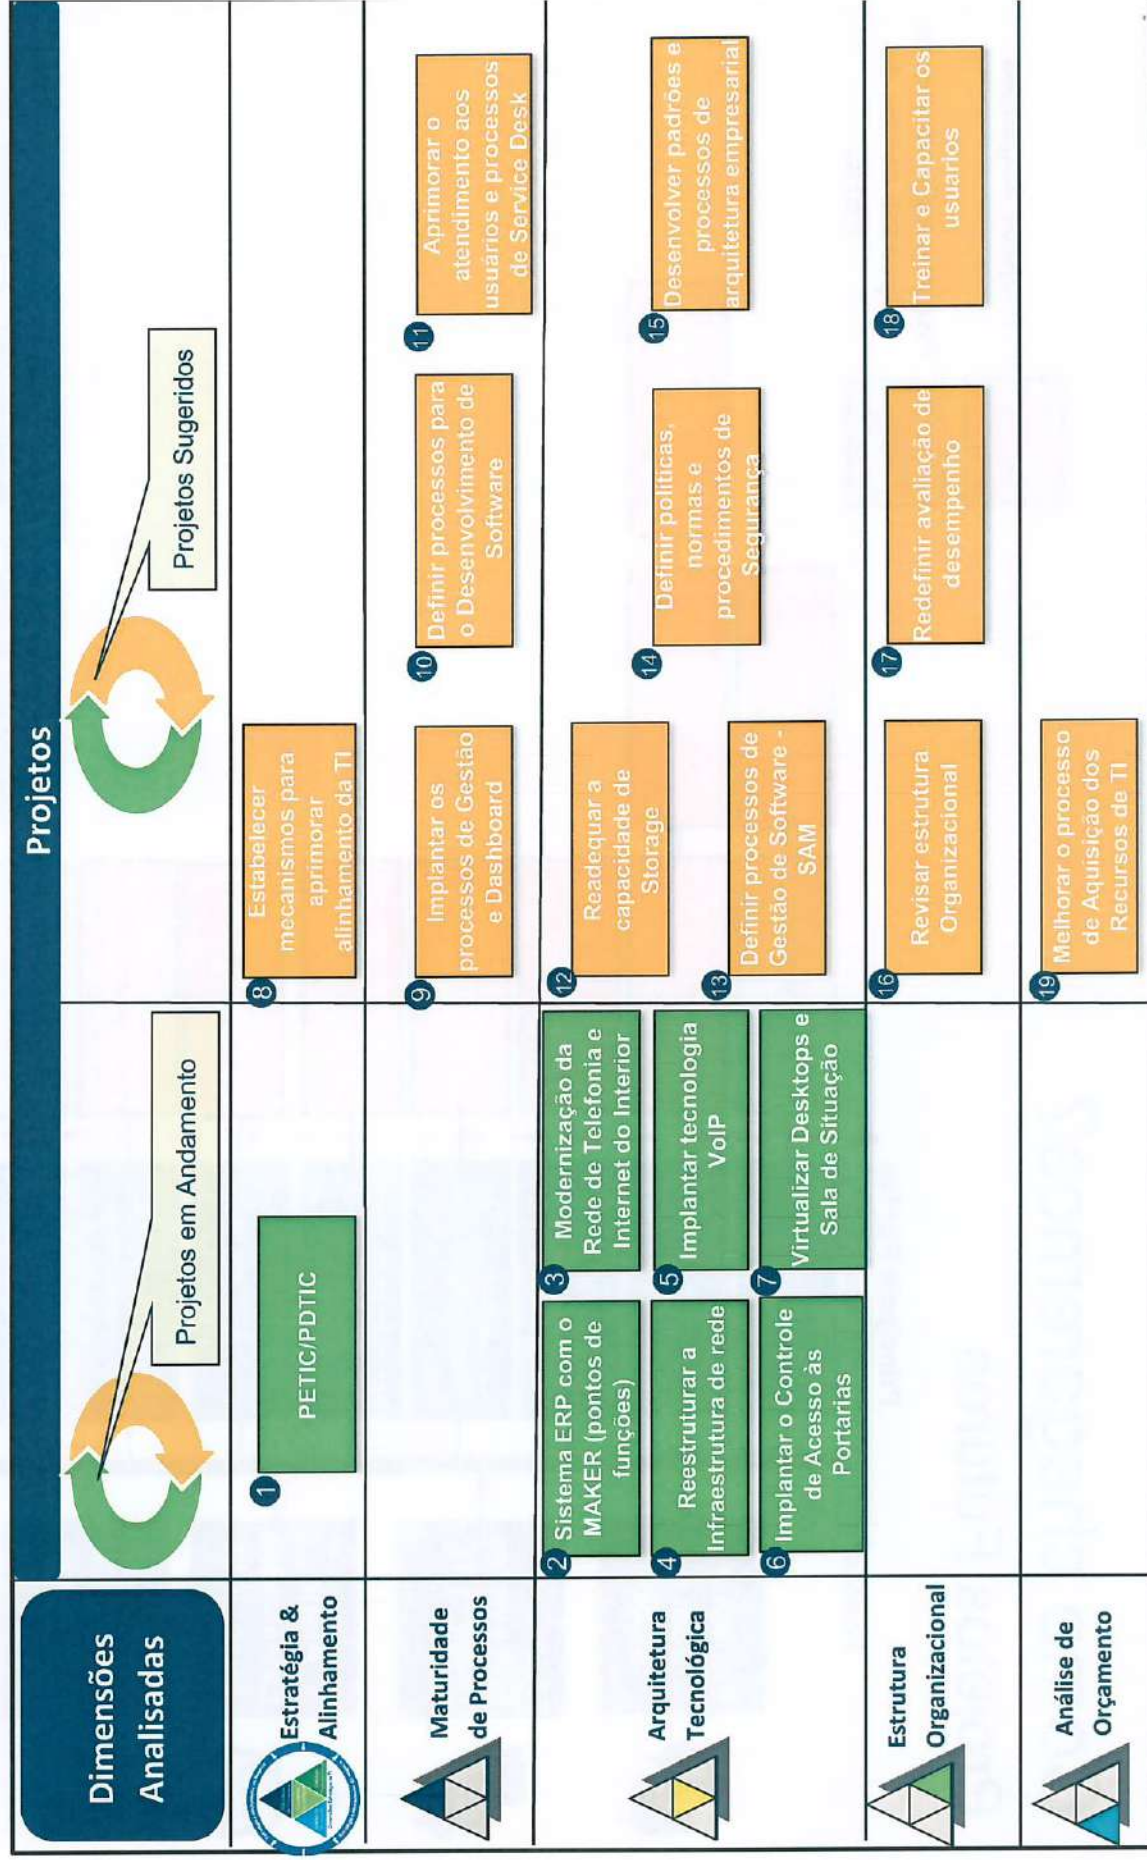 Projetos
Dimensões
Analisadas
Projetos em Andamento
Projetos Sugeridos
Estratégia &
Alinhamento
1
PETIC/PDTIC
8
Estabelecer
mecanismos para
aprimorar
alinhamento da TI
Maturidade
de Processos
9
Implantar os
processos de Gestão
e Dashboard
10
Definir processos para
o Desenvolvimento de
Software
11
Aprimorar o
atendimento aos
usuários e processos
de Service Desk
Arquitetura
Tecnológica
2
Sistema ERP com o
MAKER (pontos de
funções)
3
Modernização da
Rede de Telefonia e
Internet do Interior
4
Reestruturar a
Infraestrutura de rede
5
Implantar tecnologia
VoIP
6
Implantar o Controle
de Acesso às
Portarias
7
Virtualizar Desktops e
Sala de Situação
12
Readequar a
capacidade de
Storage
13
Definir processos de
Gestão de Software -
SAM
14
Definir políticas,
normas e
procedimentos de
Segurança
15
Desenvolver padrões e
processos de
arquitetura empresarial
Estrutura
Organizacional
16
Revisar estrutura
Organizacional
17
Redefinir avaliação de
desempenho
18
Treinar e Capacitar os
usuarios
Análise de
Orçamento
19
Melhorar o processo
de Aquisição dos
Recursos de TI